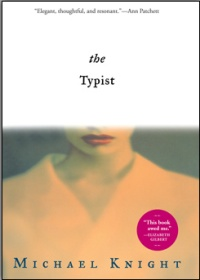 "Elegant, thoughtful, and resonant."—Ann Patchett
the
Typist
"This book
awed me."
—ELIZABETH
GILBERT
MICHAEL KNIGHT